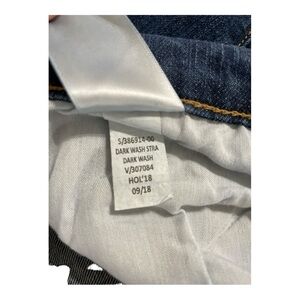 S/386914-00
DARK WASH STRA
DARK WASH
V/307084
HOL'18
09/18